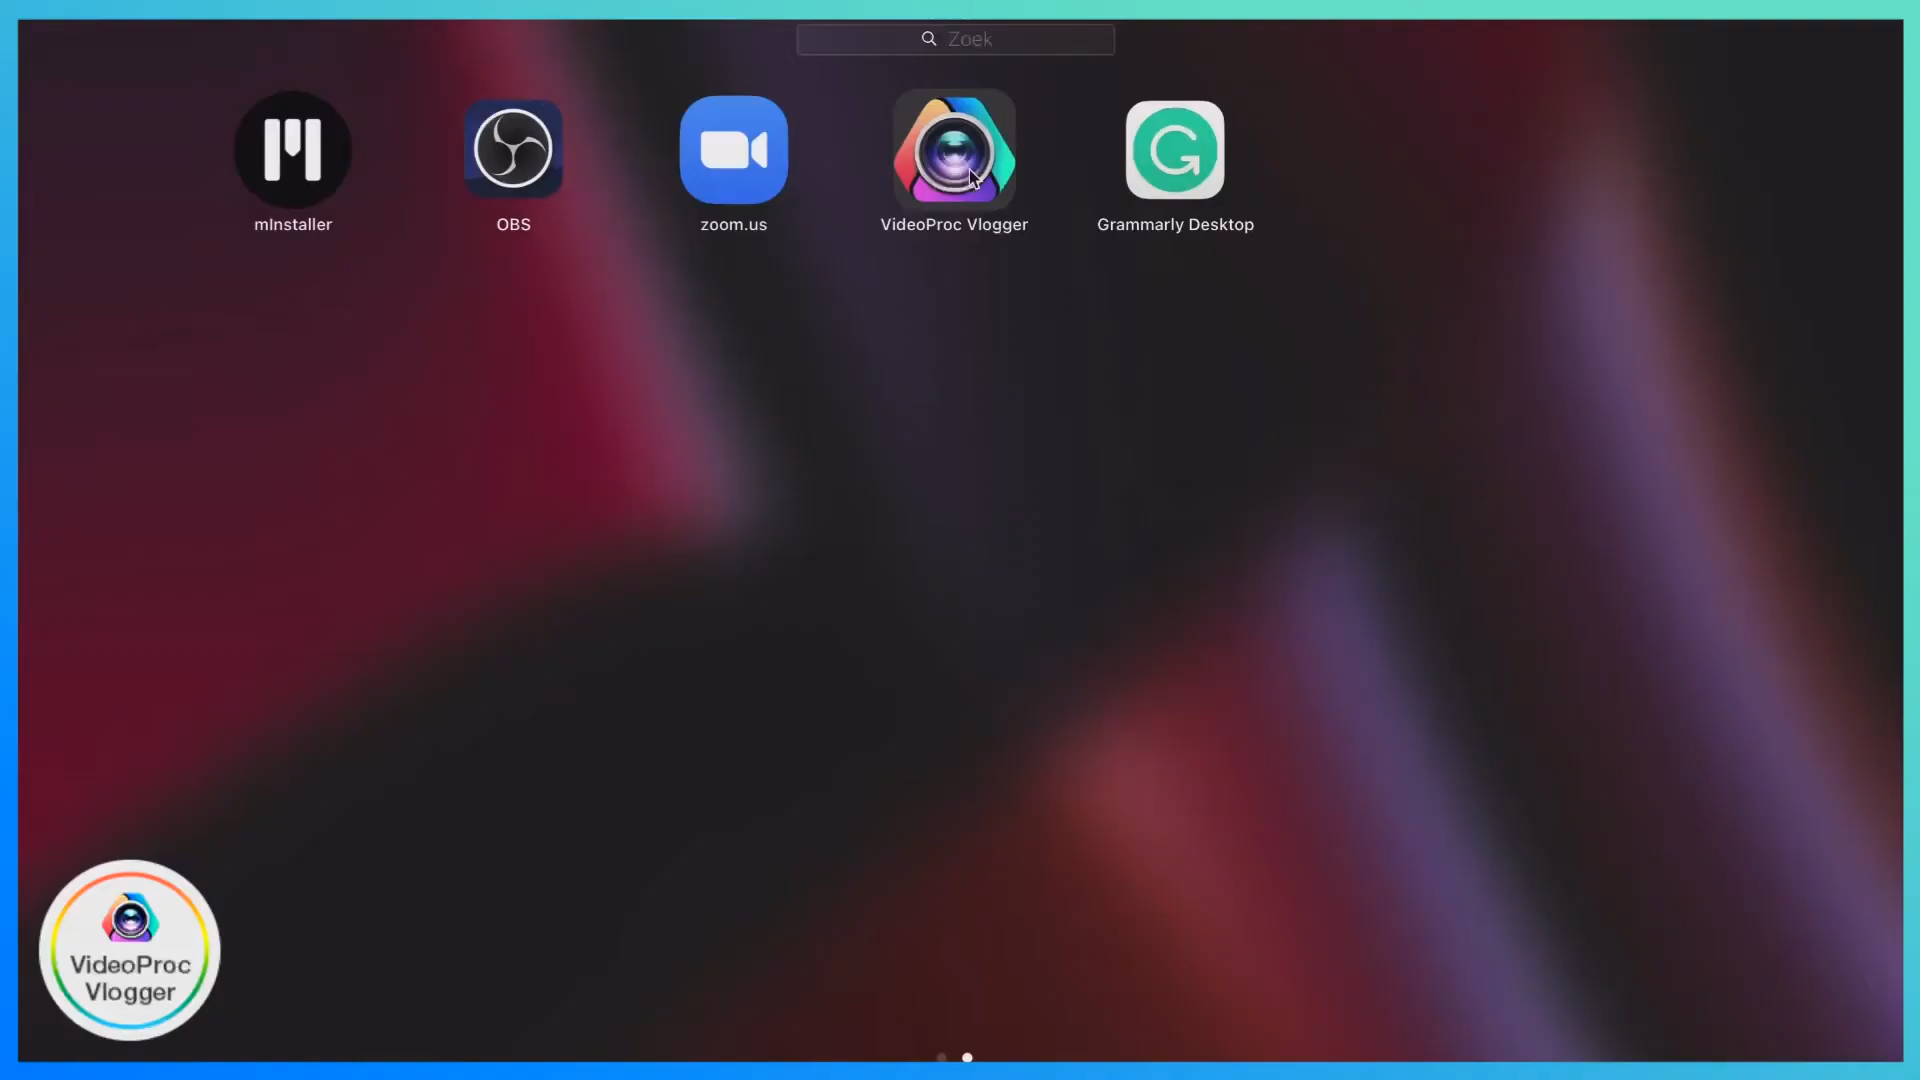 Zoek
mInstaller
OBS
zoom.us
VideoProc Vlogger
Grammarly Desktop
VideoProc
Vlogger